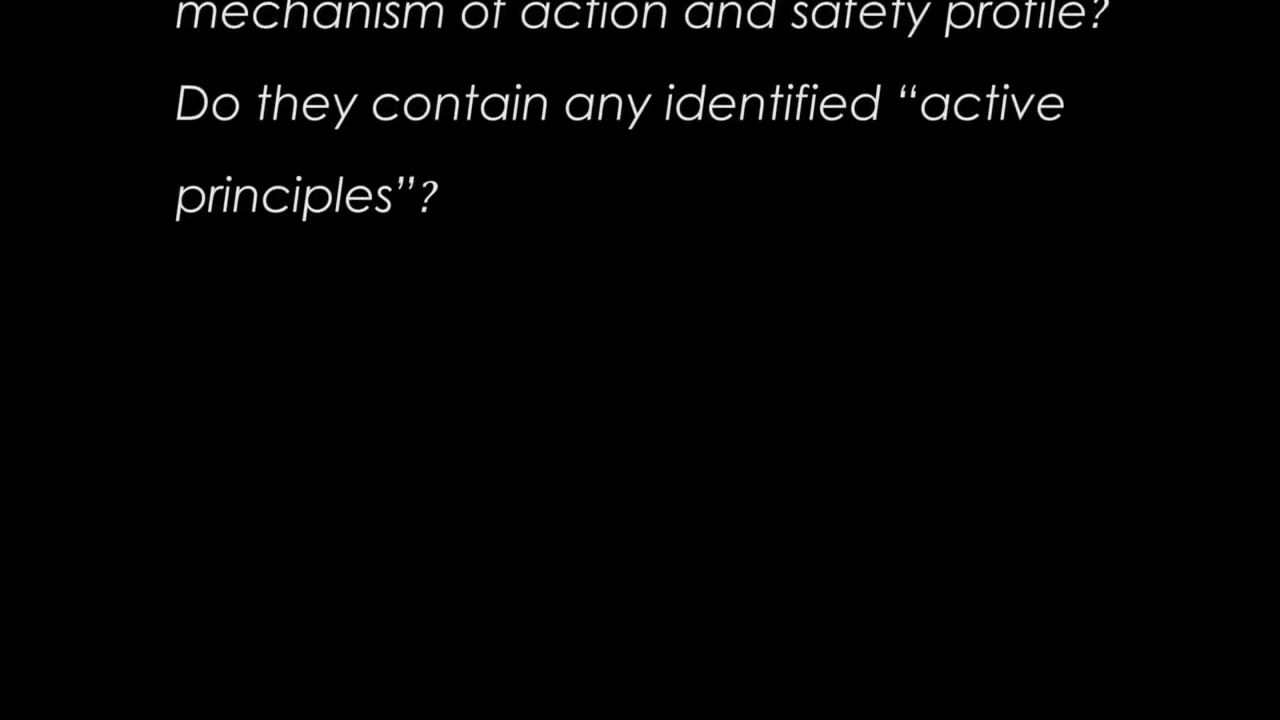 mechanism of action and safety profile?
Do they contain any identified “active
principles”?